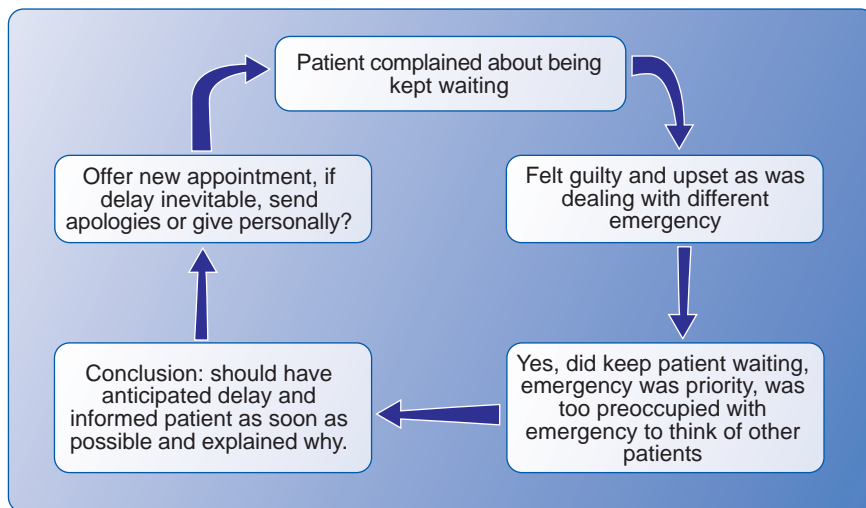 Patient complained about being
kept waiting
Felt guilty and upset as was
dealing with different
emergency
Yes, did keep patient waiting,
emergency was priority, was
too preoccupied with
emergency to think of other
patients
Conclusion: should have
anticipated delay and
informed patient as soon as
possible and explained why.
Offer new appointment, if
delay inevitable, send
apologies or give personally?